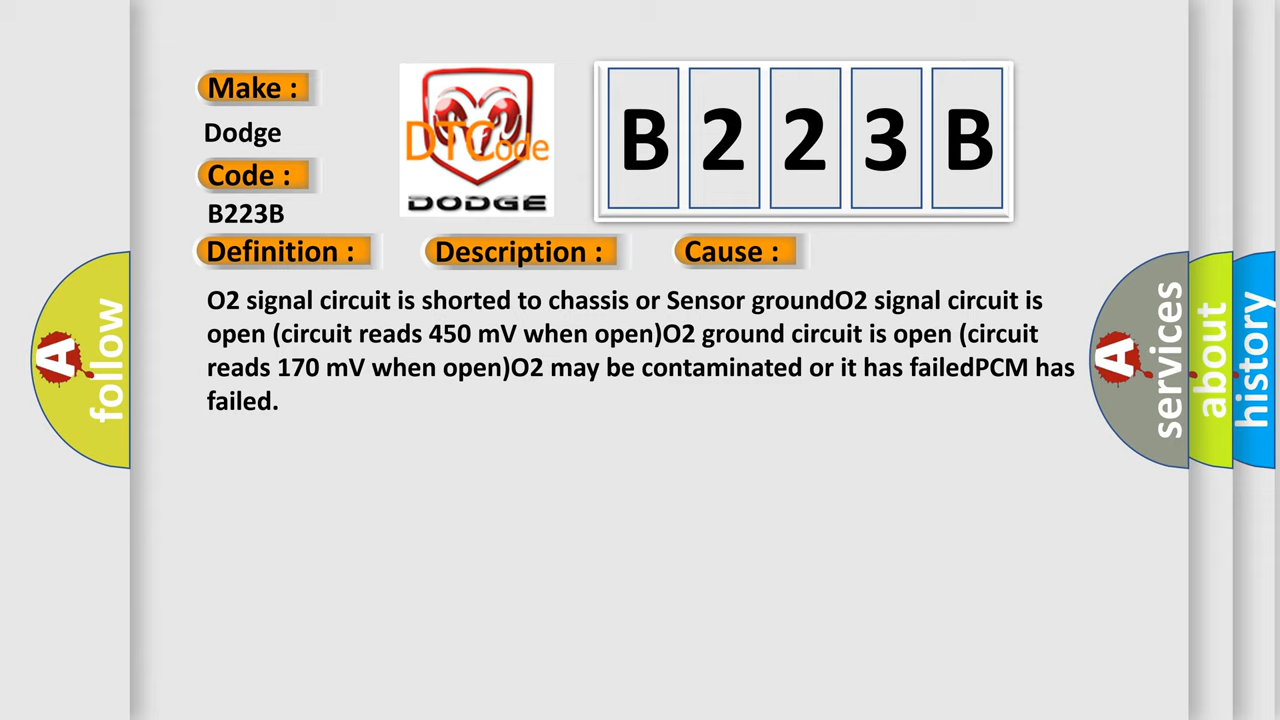 Make :
Dodge
Code :
B223B
DTCode
DODGE
B 2 2 3 B
Definition :
Description :
Cause :
O2 signal circuit is shorted to chassis or Sensor groundO2 signal circuit is
open (circuit reads 450 mV when open)O2 ground circuit is open (circuit
reads 170 mV when open)O2 may be contaminated or it has failedPCM has
failed.
A follow
A services
about
history